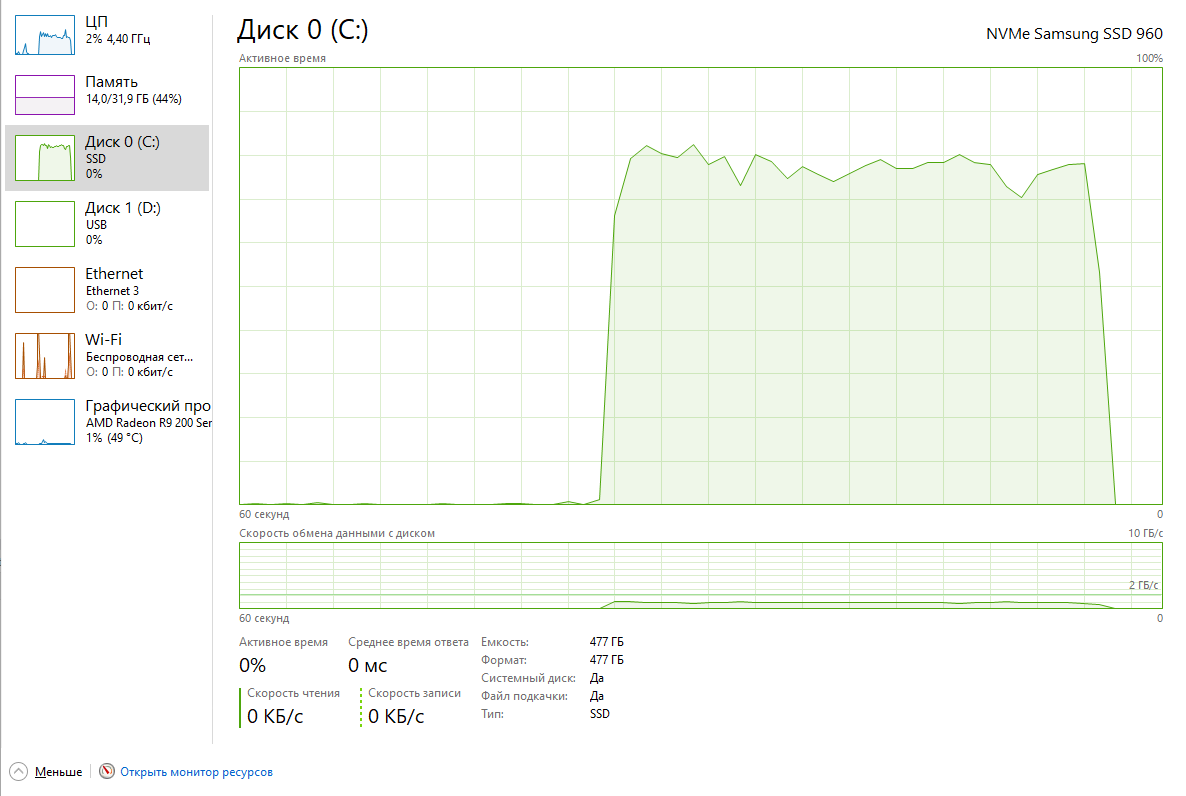 ЦП
2% 4,40 ГГц
Память
14,0/31,9 ГБ (44%)
Диск 0 (C:)
SSD
0%
Диск 1 (D:)
USB
0%
Ethernet
Ethernet 3
О: 0 П: 0 кбит/с
Wi-Fi
Беспроводная сет...
О: 0 П: 0 кбит/с
Графический про
AMD Radeon R9 200 Ser
1% (49 °C)
Диск 0 (C:)
NVMe Samsung SSD 960
Активное время 100%
60 секунд 0
Скорость обмена данными с диском 10 ГБ/с
2 ГБ/с
60 секунд 0
Активное время
0%
Среднее время ответа
0 мс
Скорость чтения
0 КБ/с
Скорость записи
0 КБ/с
Емкость: 477 ГБ
Формат: 477 ГБ
Системный диск: Да
Файл подкачки: Да
Тип: SSD
Меньше
Открыть монитор ресурсов